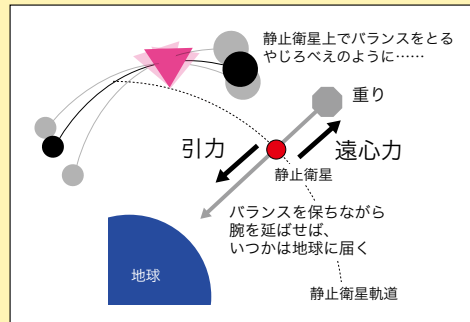 静止衛星上でバランスをとる
やじろべえのように……
重り
引力
遠心力
静止衛星
バランスを保ちながら
腕を延ばせば、
いつかは地球に届く
地球
静止衛星軌道